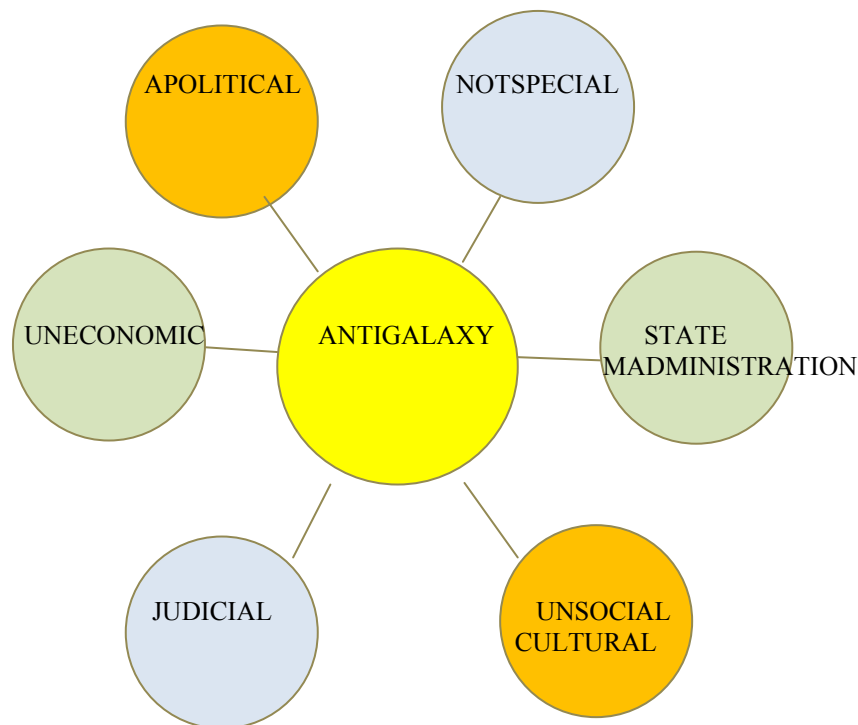 APOLITICAL
NOTSPECIAL
UNECONOMIC
ANTIGALAXY
STATE
MADMINISTRATION
JUDICIAL
UNSOCIAL
CULTURAL